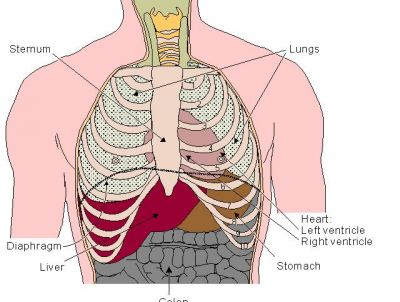 Sternum
Lungs
Heart:
Left ventricle
Right ventricle
Diaphragm
Liver
Stomach
Colon